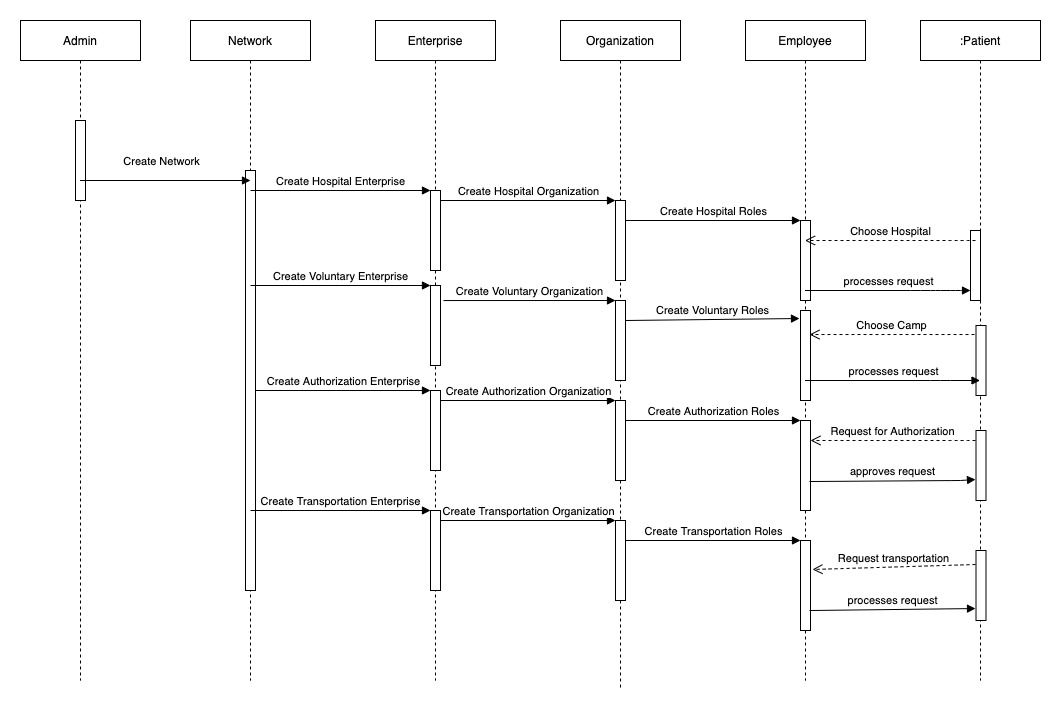 Admin
Network
Enterprise
Organization
Employee
:Patient
Create Network
Create Hospital Enterprise
Create Hospital Organization
Create Hospital Roles
Choose Hospital
processes request
Create Voluntary Enterprise
Create Voluntary Organization
Create Voluntary Roles
Choose Camp
processes request
Create Authorization Enterprise
Create Authorization Organization
Create Authorization Roles
Request for Authorization
approves request
Create Transportation Enterprise
Create Transportation Organization
Create Transportation Roles
Request transportation
processes request